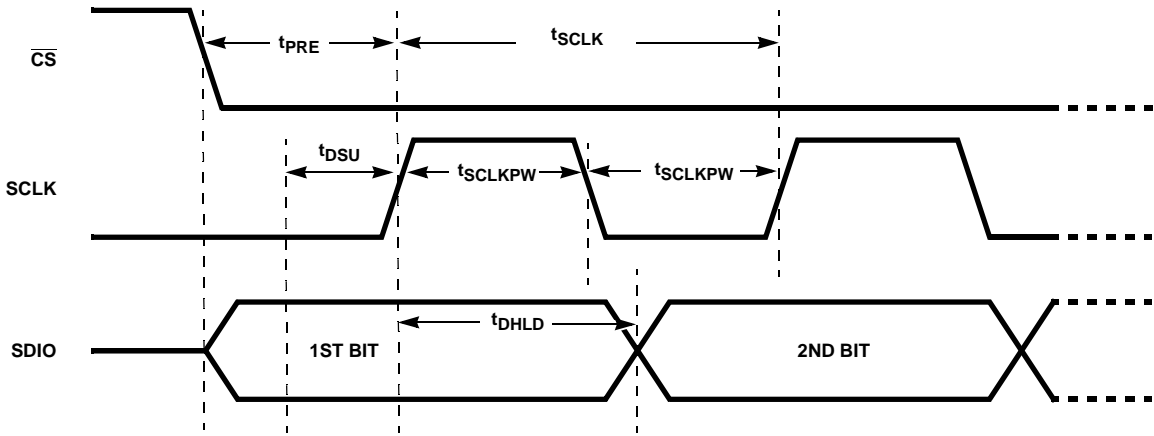 CS
tPRE
tSCLK
SCLK
tDSU
tSCLKPW
tSCLKPW
SDIO
1ST BIT
tDHLD
2ND BIT